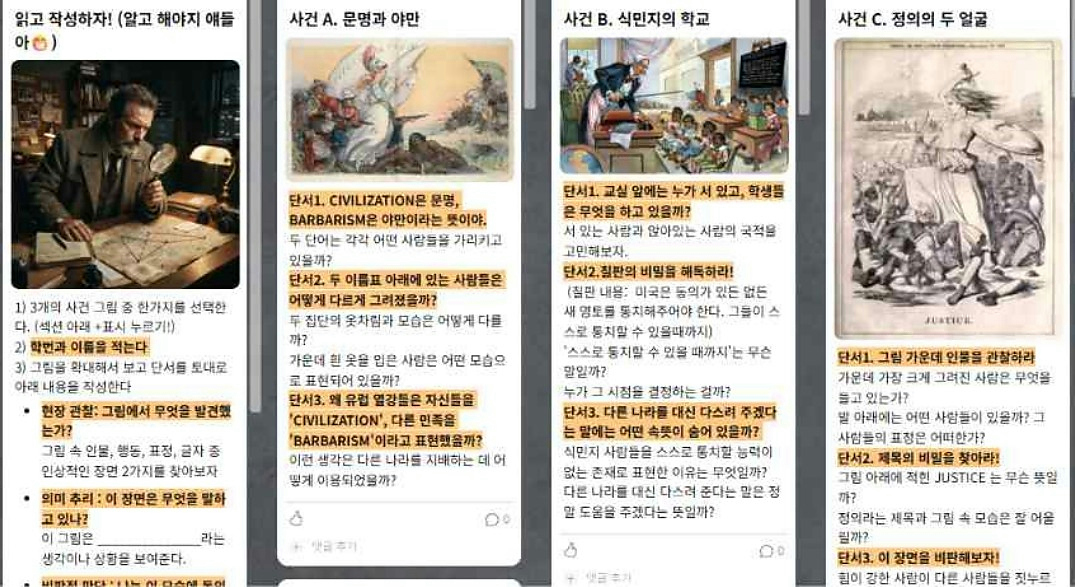 읽고 작성하자! (알고 해야지 얘들
아🤭)
1) 3개의 사건 그림 중 한가지를 선택한
다. (섹션 아래 +표시 누르기!)
2) 학번과 이름을 적는다
3) 그림을 확대해서 보고 단서를 토대로
아래 내용을 작성한다
• 현장 관찰: 그림에서 무엇을 발견했
는가?
그림 속 인물, 행동, 표정, 글자 중
인상적인 장면 2가지를 찾아보자
• 의미 추리 : 이 장면은 무엇을 말하
고 있나?
이 그림은 _______________라는
생각이나 상황을 보여준다.
사건 A. 문명과 야만
단서1. CIVILIZATION은 문명,
BARBARISM은 야만이라는 뜻이야.
두 단어는 각각 어떤 사람들을 가리키고
있을까?
단서2. 두 이름표 아래에 있는 사람들은
어떻게 다르게 그려졌을까?
두 집단의 옷차림과 모습은 어떻게 다를
까?
가운데 흰 옷을 입은 사람은 어떤 모습으
로 표현되어 있을까?
단서3. 왜 유럽 열강들은 자신들을
'CIVILIZATION', 다른 민족을
'BARBARISM'이라고 표현했을까?
이런 생각은 다른 나라를 지배하는 데 어
떻게 이용되었을까?
0
댓글 추가
사건 B. 식민지의 학교
단서1. 교실 앞에는 누가 서 있고, 학생들
은 무엇을 하고 있을까?
서 있는 사람과 앉아있는 사람의 국적을
고민해보자.
단서2.칠판의 비밀을 해독하라!
(칠판 내용: 미국은 동의가 있든 없든
새 영토를 통치해주어야 한다. 그들이 스
스로 통치할 수 있을때까지)
'스스로 통치할 수 있을 때까지'는 무슨
말일까?
누가 그 시점을 결정하는 걸까?
단서3. 다른 나라를 대신 다스려 주겠다
는 말에는 어떤 속뜻이 숨어 있을까?
식민지 사람들을 스스로 통치할 능력이
없는 존재로 표현한 이유는 무엇일까?
다른 나라를 대신 다스려 준다는 말은 정
말 도움을 주겠다는 뜻일까?
0
댓글 추가
사건 C. 정의의 두 얼굴
JUSTICE.
단서1. 그림 가운데 인물을 관찰하라
가운데 가장 크게 그려진 사람은 무엇을
들고 있는가?
발 아래에는 어떤 사람들이 있을까? 그
사람들의 표정은 어떠한가?
단서2. 제목의 비밀을 찾아라!
그림 아래에 적힌 JUSTICE 는 무슨 뜻일
까?
정의라는 제목과 그림 속 모습은 잘 어울
릴까?
단서3. 이 장면을 비판해보자!
힘이 강한 사람이 다른 사람들을 짓누르